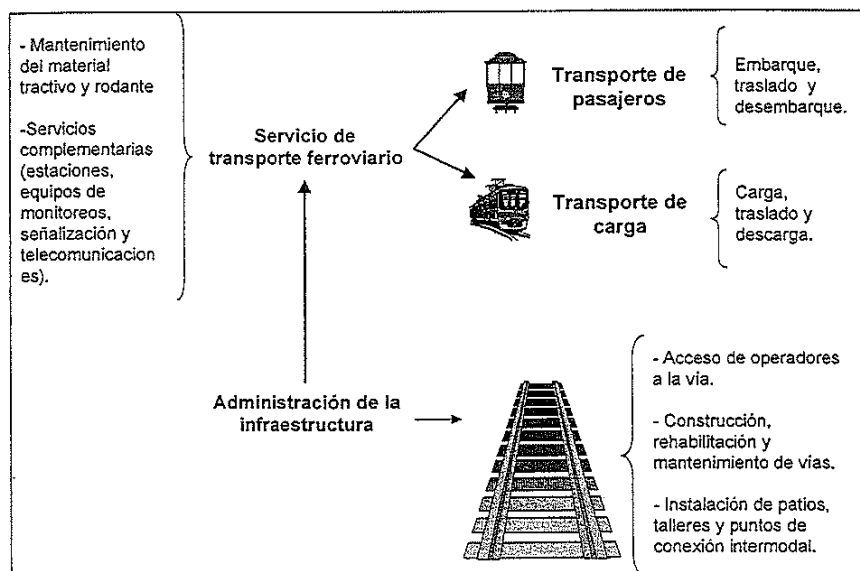 - Mantenimiento
del material
tractivo y rodante
-Servicios
complementarias
(estaciones,
equipos de
monitoreos,
señalización y
telecomunicacion
es).
Servicio de
transporte ferroviario
Transporte de
pasajeros
Embarque,
traslado y
desembarque.
Transporte de
carga
Carga,
traslado y
descarga.
Administración de la
infraestructura
- Acceso de operadores
a la vía.
- Construcción,
rehabilitación y
mantenimiento de vías.
- Instalación de patios,
talleres y puntos de
conexión intermodal.